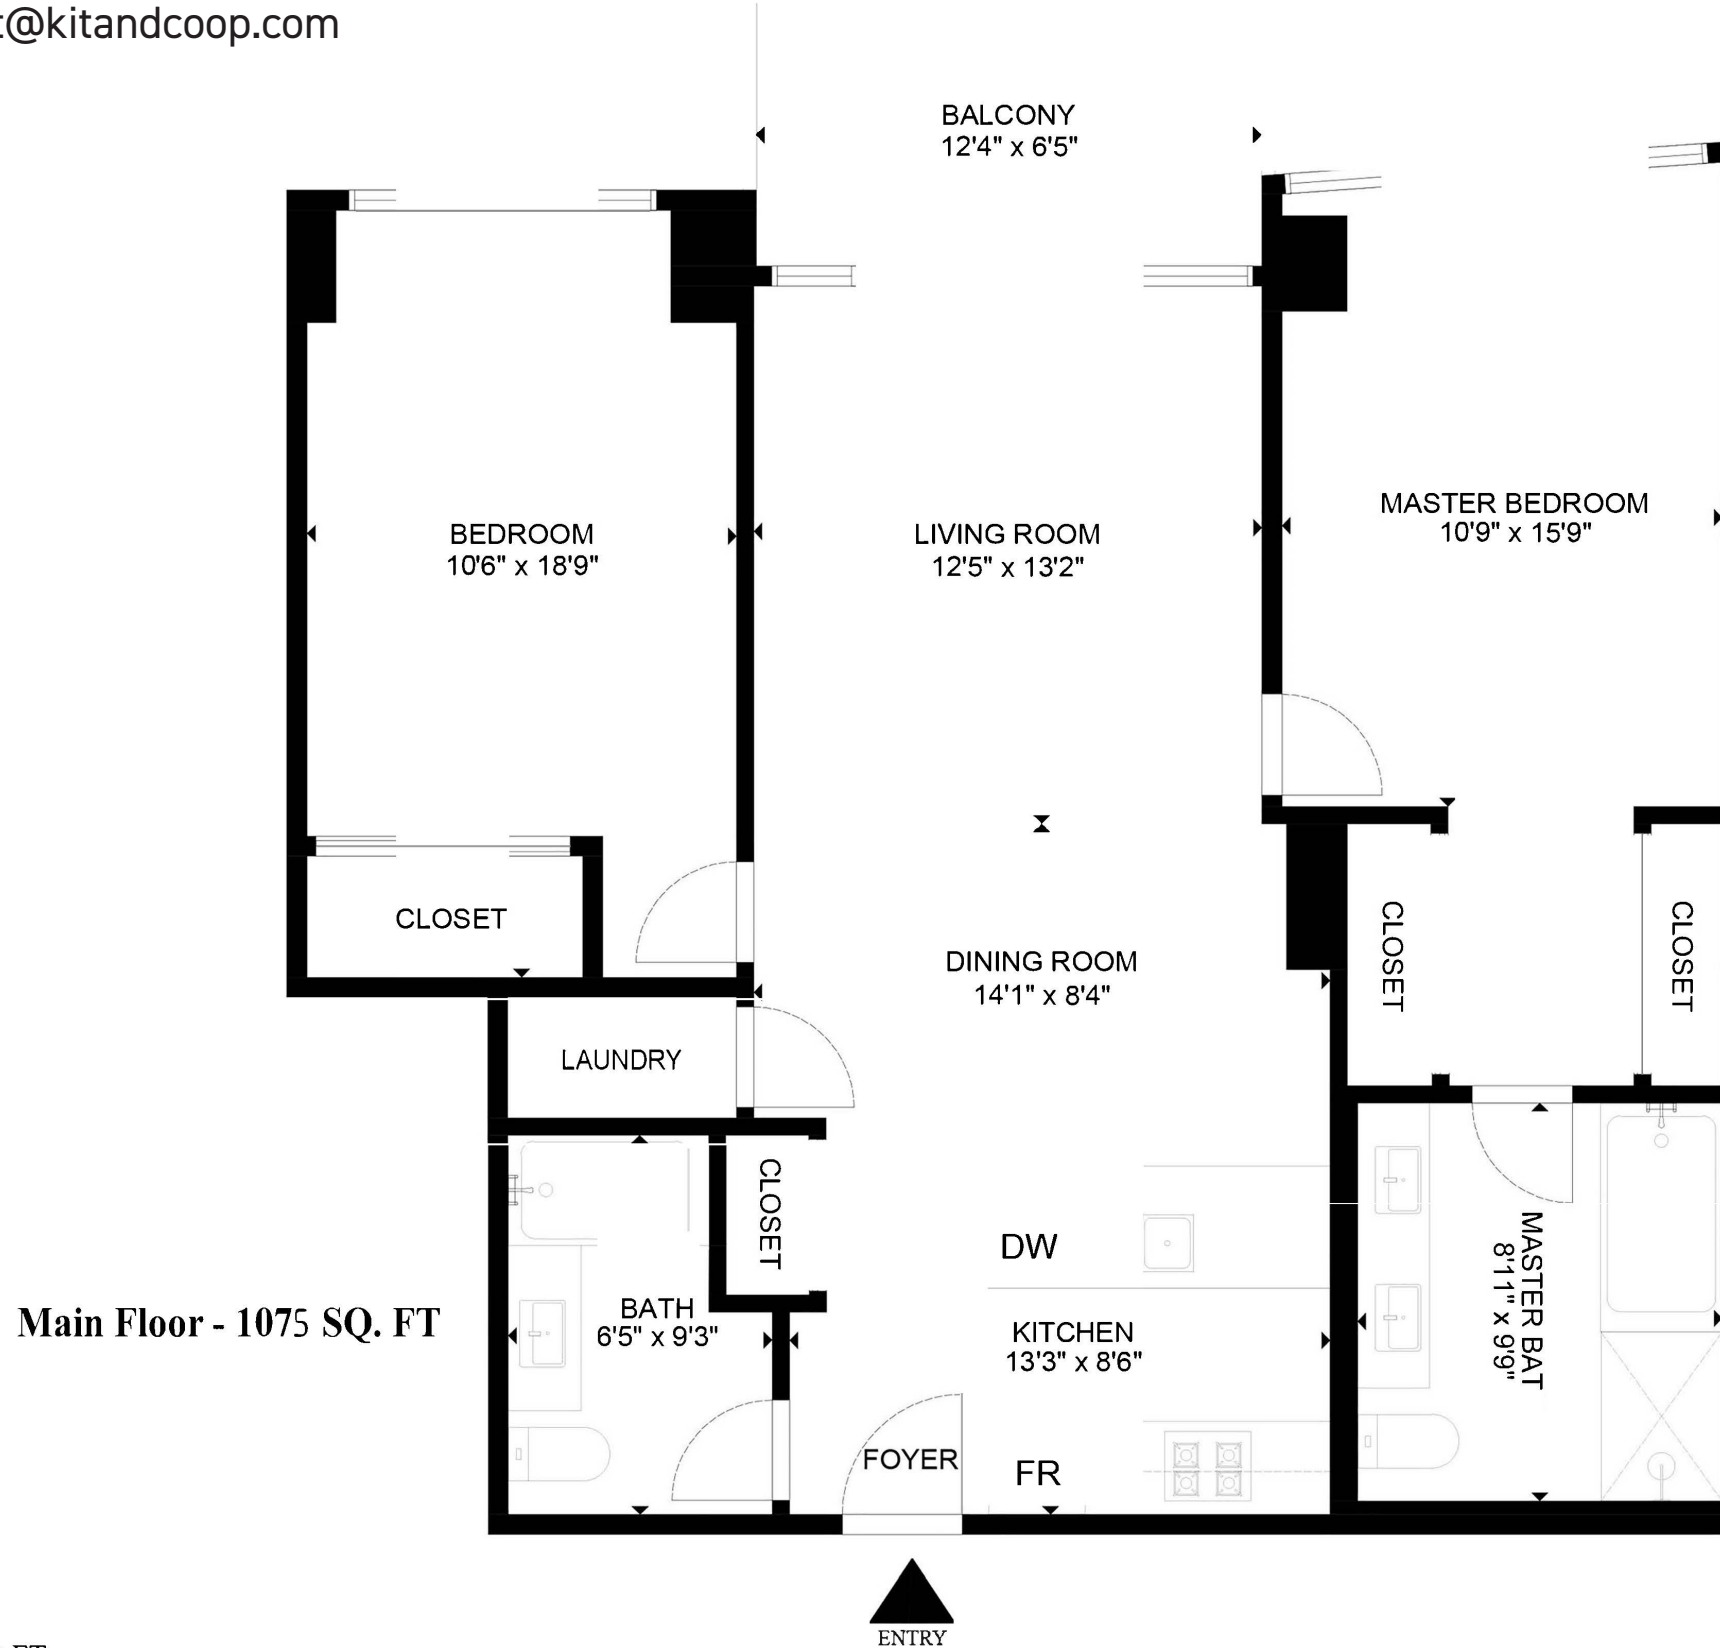 t@kitandcoop.com
BALCONY
12'4" x 6'5"
BEDROOM
10'6" x 18'9"
LIVING ROOM
12'5" x 13'2"
MASTER BEDROOM
10'9" x 15'9"
CLOSET
DINING ROOM
14'1" x 8'4"
CLOSET
CLOSET
LAUNDRY
CLOSET
DW
MASTER BAT
8'11" x 9'9"
Main Floor - 1075 SQ. FT
BATH
6'5" x 9'3"
KITCHEN
13'3" x 8'6"
FOYER
FR
ENTRY
FT